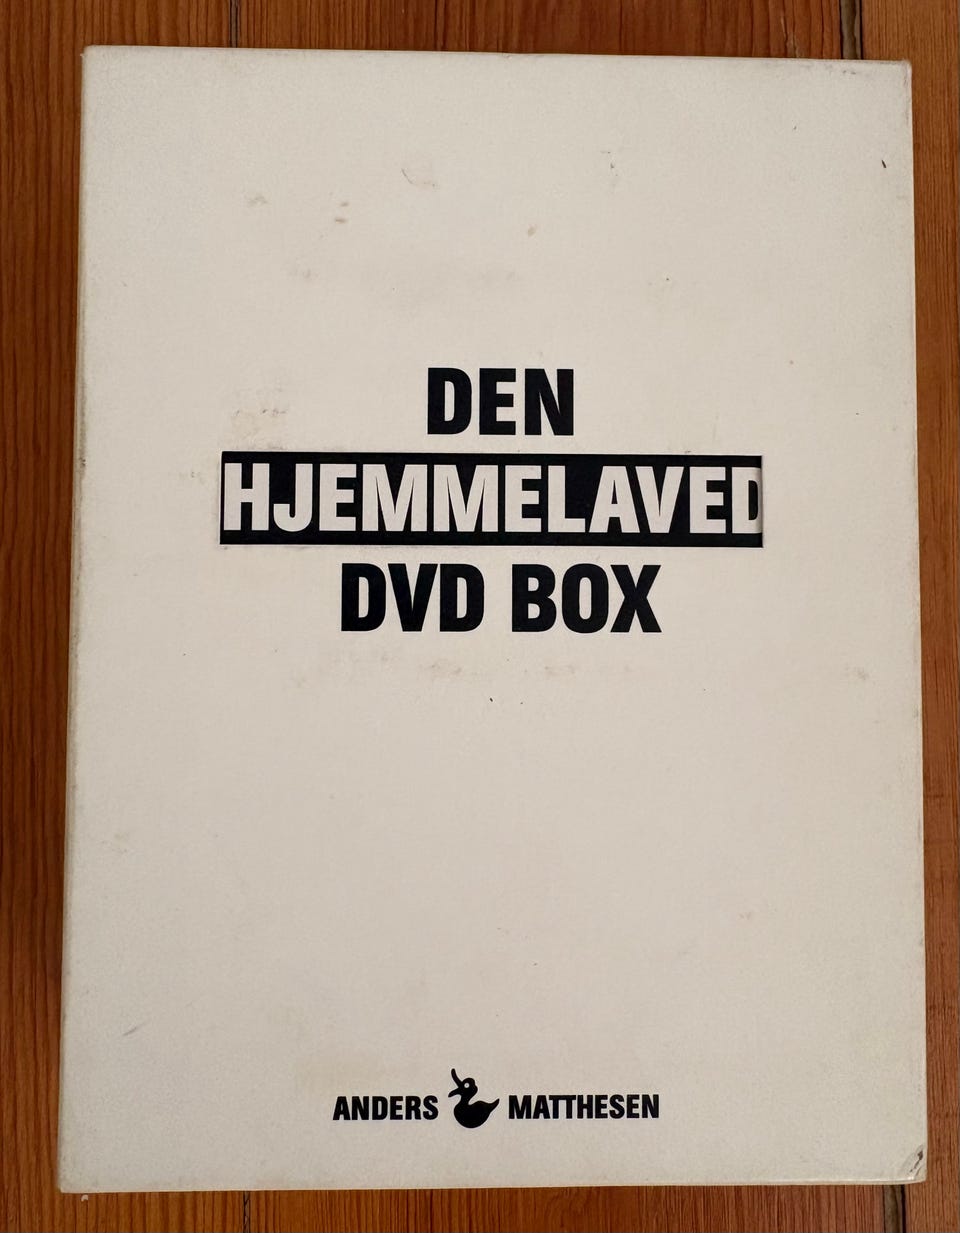 DEN
HJEMMELAVED
DVD BOX
ANDERS MATTHESEN